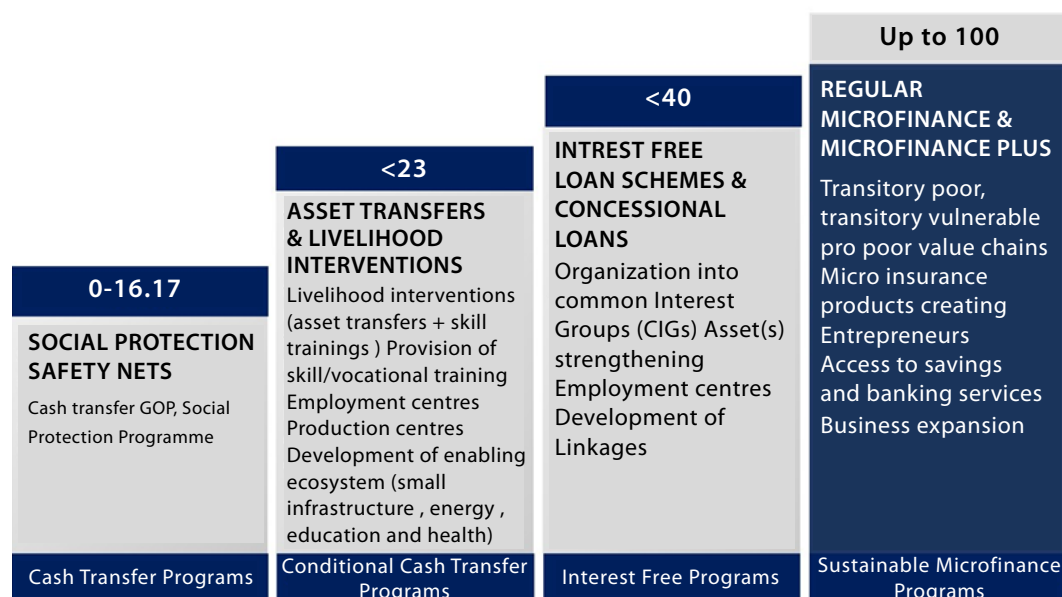 0-16.17
SOCIAL PROTECTION
SAFETY NETS
Cash transfer GOP, Social
Protection Programme
Cash Transfer Programs
<23
ASSET TRANSFERS
& LIVELIHOOD
INTERVENTIONS
Livelihood interventions
(asset transfers + skill
trainings ) Provision of
skill/vocational training
Employment centres
Production centres
Development of enabling
ecosystem (small
infrastructure , energy ,
education and health)
Conditional Cash Transfer
Programs
<40
INTREST FREE
LOAN SCHEMES &
CONCESSIONAL
LOANS
Organization into
common Interest
Groups (CIGs) Asset(s)
strengthening
Employment centres
Development of
Linkages
Interest Free Programs
Up to 100
REGULAR
MICROFINANCE &
MICROFINANCE PLUS
Transitory poor,
transitory vulnerable
pro poor value chains
Micro insurance
products creating
Entrepreneurs
Access to savings
and banking services
Business expansion
Sustainable Microfinance
Programs